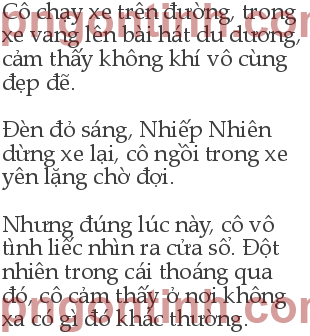 Cô chạy xe trên đường, trong
xe vang lên bài hát du dương,
cảm thấy không khí vô cùng
đẹp đẽ.
Đèn đỏ sáng, Nhiếp Nhiên
dừng xe lại, cô ngồi trong xe
yên lặng chờ đợi.
Nhưng đúng lúc này, cô vô
tình liếc nhìn ra cửa sổ. Đột
nhiên trong cái thoáng qua
đó, cô cảm thấy ở nơi không
xa có gì đó khác thường.